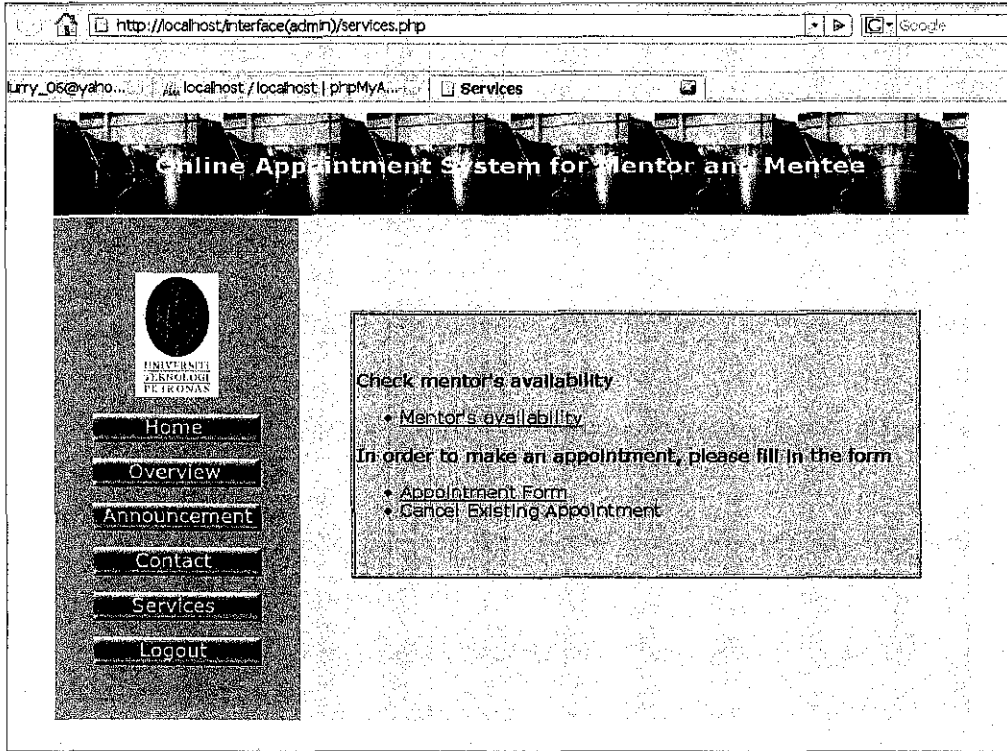 http://localhost/interface(admin)/services.php
Google
lurry_06@yaho...
localhost / localhost | phpMyA...
Services
Online Appointment System for Mentor and Mentee
UNIVERSITI
TEKNOLOGI
PETRONAS
Home
Overview
Announcement
Contact
Services
Logout
Check mentor's availability
• Mentor's availability
In order to make an appointment, please fill in the form
• Appointment Form
• Cancel Existing Appointment